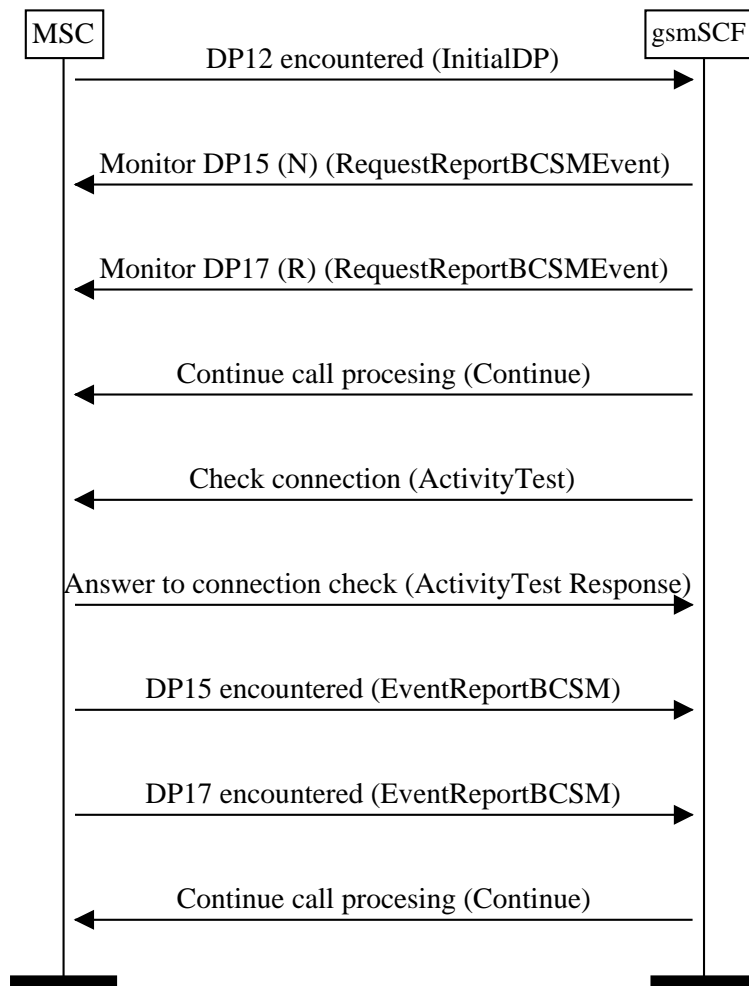 MSC
gsmSCF
DP12 encountered (InitialDP)
Monitor DP15 (N) (RequestReportBCSMEvent)
Monitor DP17 (R) (RequestReportBCSMEvent)
Continue call procesing (Continue)
Check connection (ActivityTest)
Answer to connection check (ActivityTest Response)
DP15 encountered (EventReportBCSM)
DP17 encountered (EventReportBCSM)
Continue call procesing (Continue)